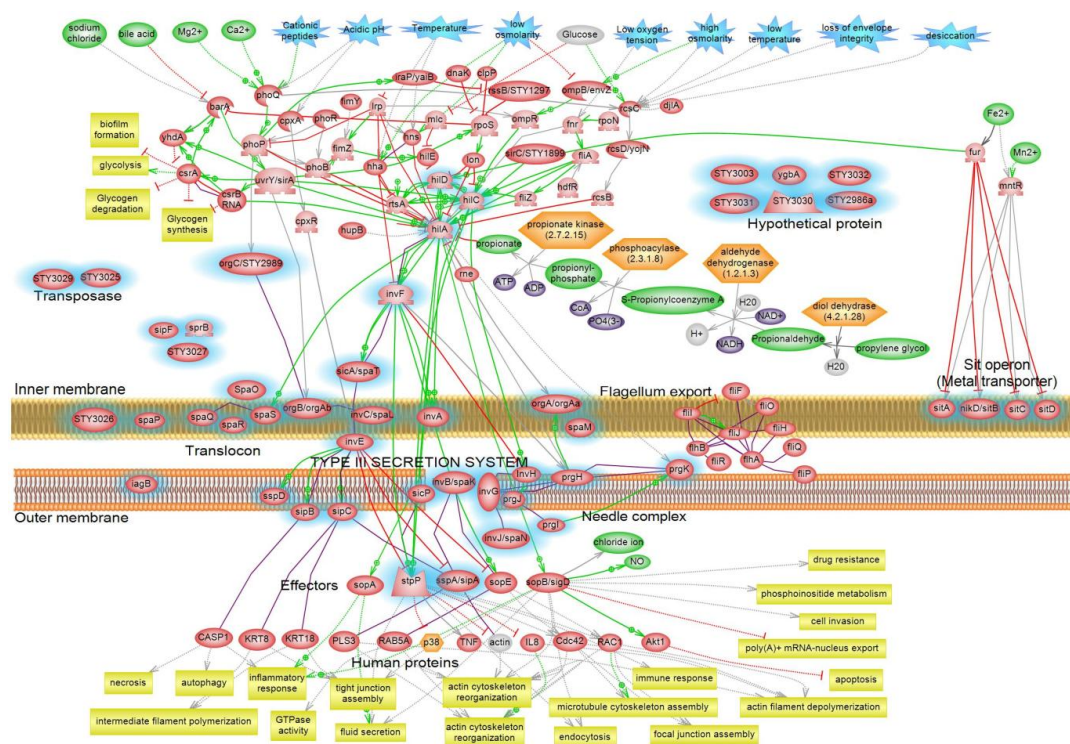 sodium chloride
bile acid
Mg2+
Ca2+
Cationic peptides
Acidic pH
Temperature
low osmolarity
Glucose
Low oxygen tension
high osmolarity
low temperature
loss of envelope integrity
desiccation
iraP/yaiB
dnaK
clpP
rssB/STY1297
ompB/envZ
phoQ
barA
cpxA
phoR
fimY
lrp
mlc
rpoS
ompR
fnr
rpoN
rcsC
djlA
Fe2+
biofilm formation
yhdA
phoP
fimZ
hns
hilE
lon
sirC/STY1899
fliA
rcsD/yojN
fur
Mn2+
glycolysis
csrA
uvrY/sirA
phoB
hha
hilD
hdfR
STY3003
ygbA
STY3032
mntR
Glycogen degradation
csrB RNA
rtsA
hilC
fliZ
rcsB
STY3031
STY3030
STY2986a
Glycogen synthesis
cpxR
hupB
hilA
propionate kinase (2.7.2.15)
Hypothetical protein
propionate
phosphoacylase (2.3.1.8)
orgC/STY2989
rne
propionyl-phosphate
aldehyde dehydrogenase (1.2.1.3)
STY3029
STY3025
Transposase
ATP
ADP
invF
S-Propionylcoenzyme A
H20
diol dehydrase (4.2.1.28)
CoA
PO4(3-)
NAD+
H+
sipF
sprB
STY3027
NADH
Propionaldehyde
propylene glycol
H20
sicA/spaT
Sit operon (Metal transporter)
Inner membrane
SpaO
Flagellum export
fliF
STY3026
spaP
spaQ
spaR
spaS
orgB/orgAb
invC/spaL
invA
orgA/orgAa
spaM
fliI
fliO
fliJ
fliH
sitA
nikD/sitB
sitC
sitD
Translocon
invE
flhB
fliR
flhA
fliQ
TYPE III SECRETION SYSTEM
iagB
sspD
sicP
invB/spaK
InvH
invG
prgH
prgJ
prgK
fliP
Outer membrane
sipB
sipC
prgI
Needle complex
invJ/spaN
chloride ion
NO
Effectors
sopA
stpP
sspA/sipA
sopE
sopB/sigD
drug resistance
phosphoinositide metabolism
cell invasion
CASP1
KRT8
KRT18
PLS3
RAB5A
p38
TNF
actin
IL8
Cdc42
RAC1
Akt1
poly(A)+ mRNA-nucleus export
Human proteins
necrosis
autophagy
inflammatory response
tight junction assembly
actin cytoskeleton reorganization
immune response
apoptosis
intermediate filament polymerization
GTPase activity
fluid secretion
actin cytoskeleton reorganization
microtubule cytoskeleton assembly
endocytosis
focal junction assembly
actin filament depolymerization